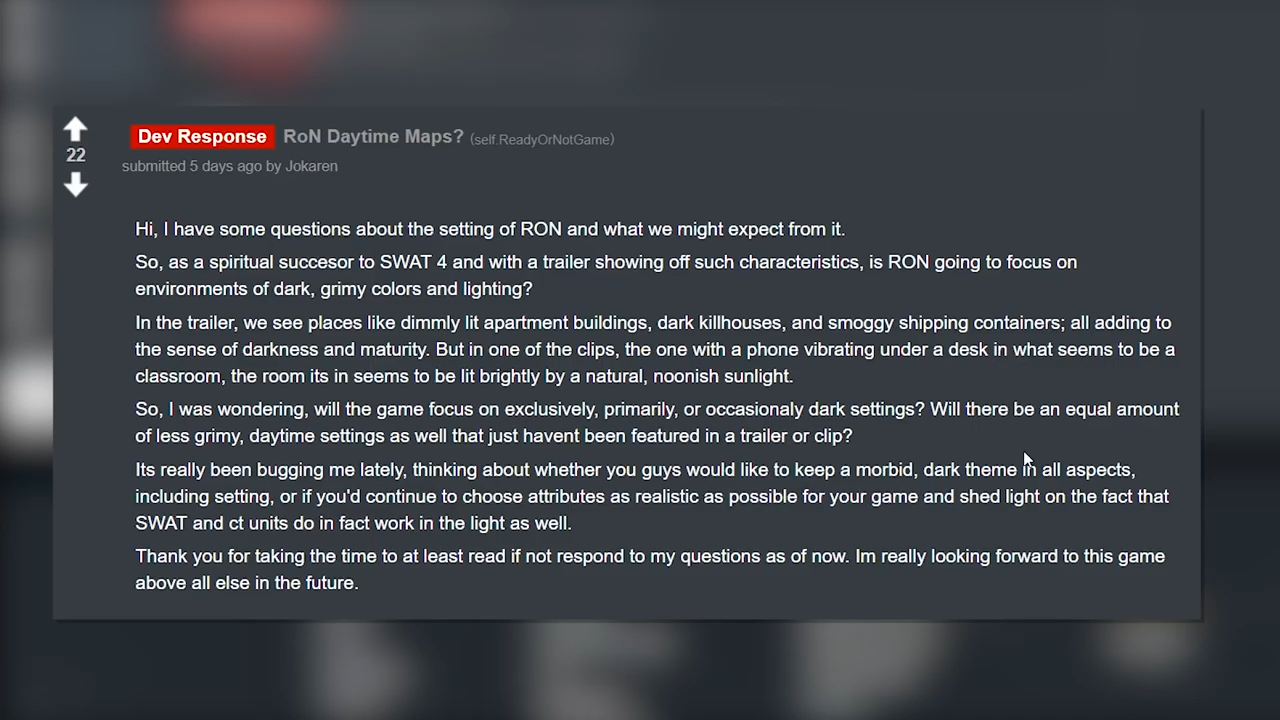 Dev Response RoN Daytime Maps? (self.ReadyOrNotGame)
22
submitted 5 days ago by Jokaren
Hi, I have some questions about the setting of RON and what we might expect from it.
So, as a spiritual succesor to SWAT 4 and with a trailer showing off such characteristics, is RON going to focus on
environments of dark, grimy colors and lighting?
In the trailer, we see places like dimmly lit apartment buildings, dark killhouses, and smoggy shipping containers; all adding to
the sense of darkness and maturity. But in one of the clips, the one with a phone vibrating under a desk in what seems to be a
classroom, the room its in seems to be lit brightly by a natural, noonish sunlight.
So, I was wondering, will the game focus on exclusively, primarily, or occasionaly dark settings? Will there be an equal amount
of less grimy, daytime settings as well that just havent been featured in a trailer or clip?
Its really been bugging me lately, thinking about whether you guys would like to keep a morbid, dark theme in all aspects,
including setting, or if you'd continue to choose attributes as realistic as possible for your game and shed light on the fact that
SWAT and ct units do in fact work in the light as well.
Thank you for taking the time to at least read if not respond to my questions as of now. Im really looking forward to this game
above all else in the future.